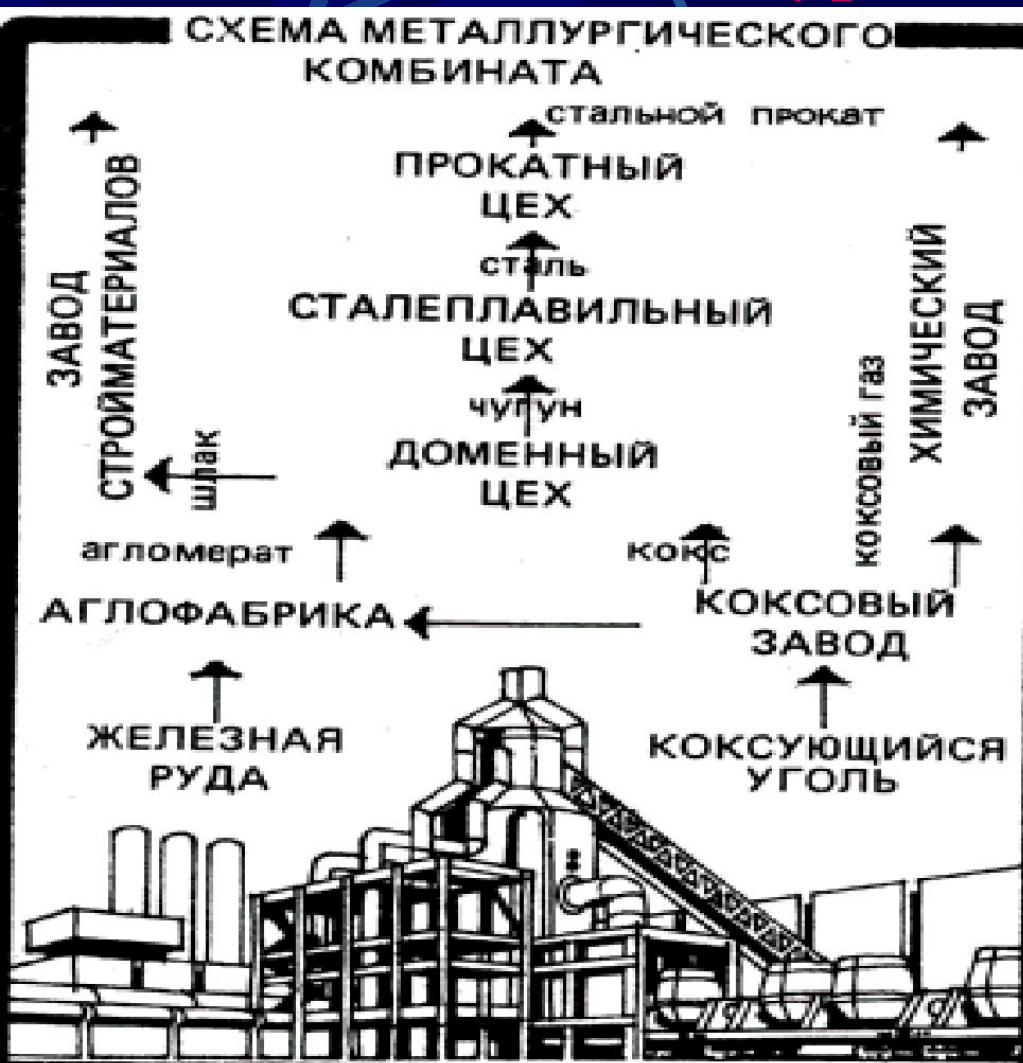 СХЕМА МЕТАЛЛУРГИЧЕСКОГО
КОМБИНАТА
стальной прокат
ПРОКАТНЫЙ
ЦЕХ
сталь
СТАЛЕПЛАВИЛЬНЫЙ
ЦЕХ
чугун
ДОМЕННЫЙ
ЦЕХ
ЗАВОД
СТРОЙМАТЕРИАЛОВ
шлак
коксовый газ
ХИМИЧЕСКИЙ
ЗАВОД
агломерат
кокс
АГЛОФАБРИКА
КОКСОВЫЙ
ЗАВОД
ЖЕЛЕЗНАЯ
РУДА
КОКСУЮЩИЙСЯ
УГОЛЬ